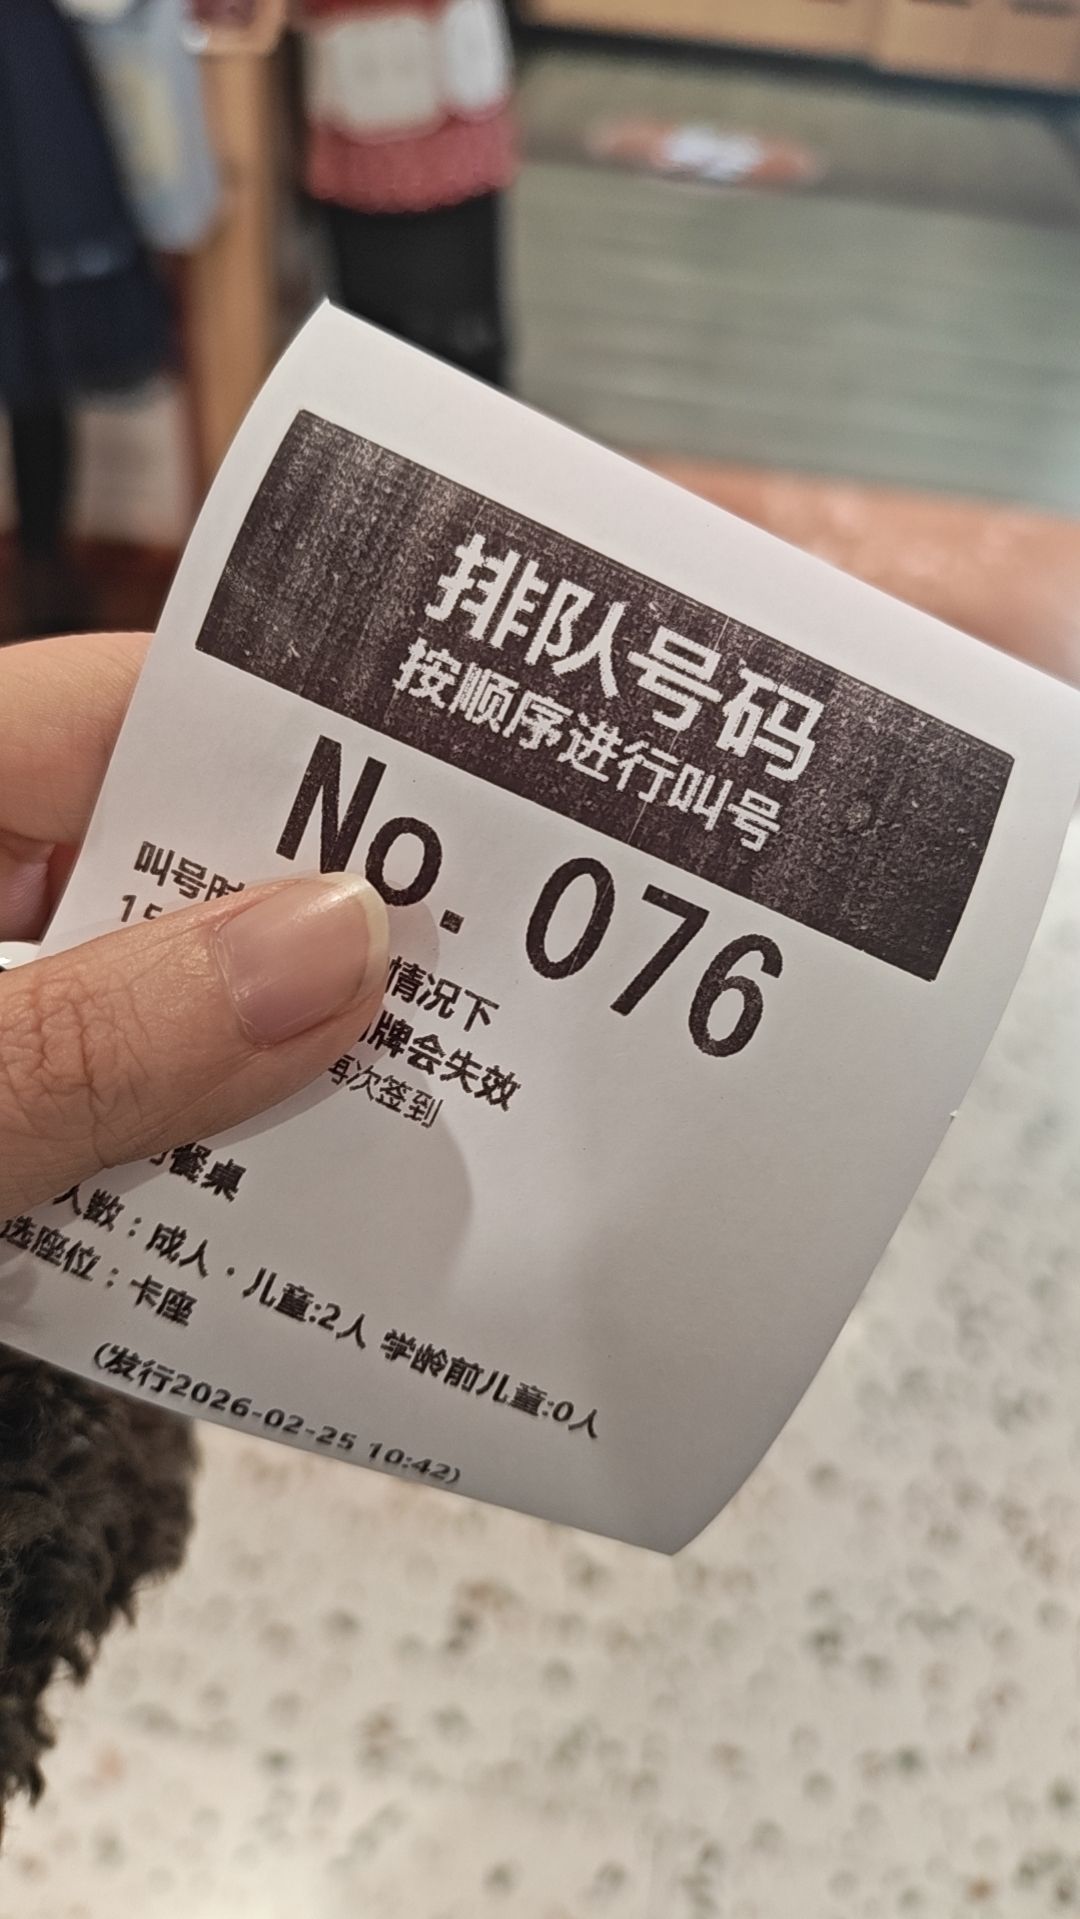 排队号码
按顺序进行叫号
No. 076
叫号时
15
情况下
牌会失效
再次签到
餐桌
人数：成人·儿童:2人 学龄前儿童:0人
选座位：卡座
(发行2026-02-25 10:42)